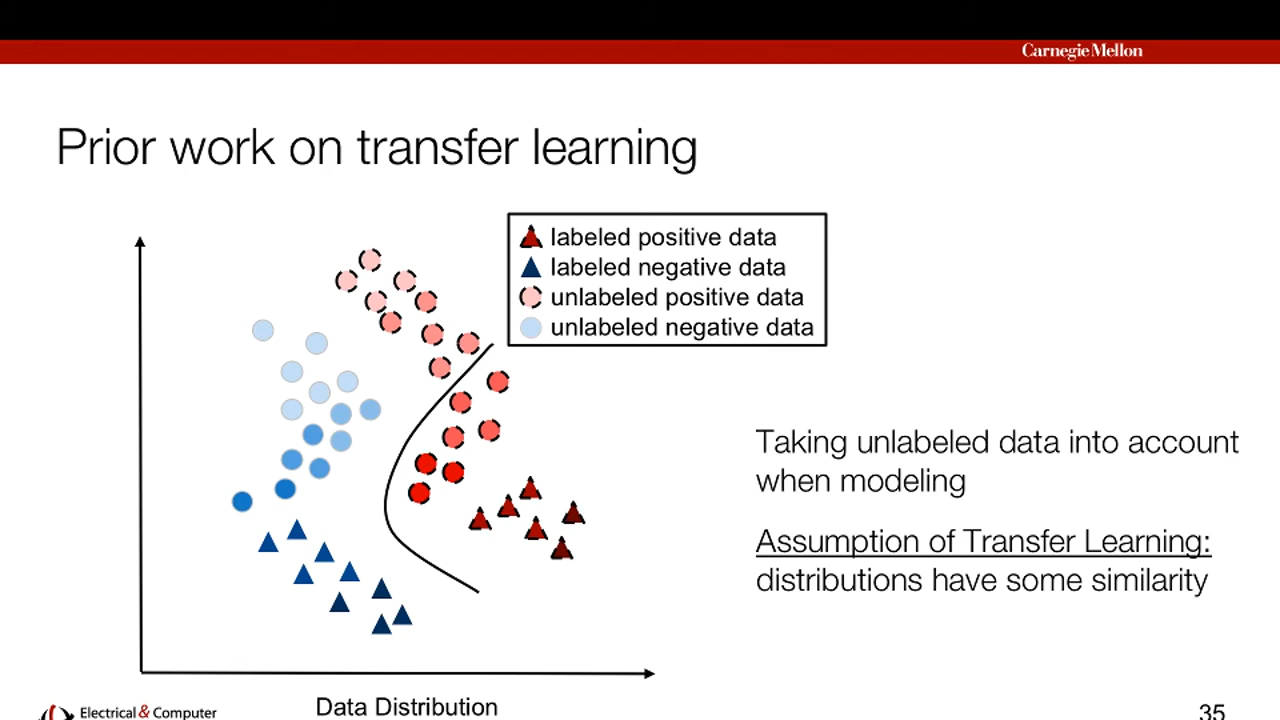 Carnegie Mellon
Prior work on transfer learning
labeled positive data
labeled negative data
unlabeled positive data
unlabeled negative data
Taking unlabeled data into account
when modeling
Assumption of Transfer Learning:
distributions have some similarity
Data Distribution
Electrical & Computer
35